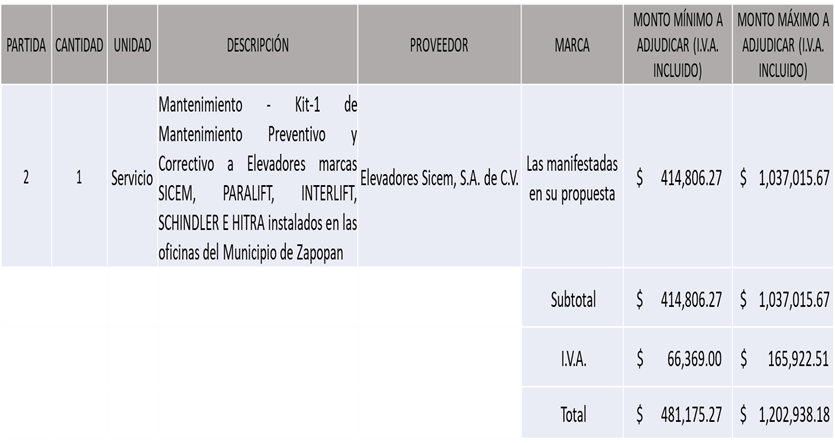 PARTIDA CANTIDAD UNIDAD DESCRIPCIÓN PROVEEDOR MARCA MONTO MÍNIMO A ADJUDICAR (I.V.A. INCLUIDO) MONTO MÁXIMO A ADJUDICAR (I.V.A. INCLUIDO)
2 1 Servicio
Mantenimiento - Kit-1 de
Mantenimiento Preventivo y
Correctivo a Elevadores marcas
SICEM, PARALIFT, INTERLIFT,
SCHINDLER E HITRA instalados en las
oficinas del Municipio de Zapopan
Elevadores Sicem, S.A. de C.V.
Las manifestadas
en su propuesta
$ 414,806.27 $ 1,037,015.67
Subtotal $ 414,806.27 $ 1,037,015.67
I.V.A. $ 66,369.00 $ 165,922.51
Total $ 481,175.27 $ 1,202,938.18